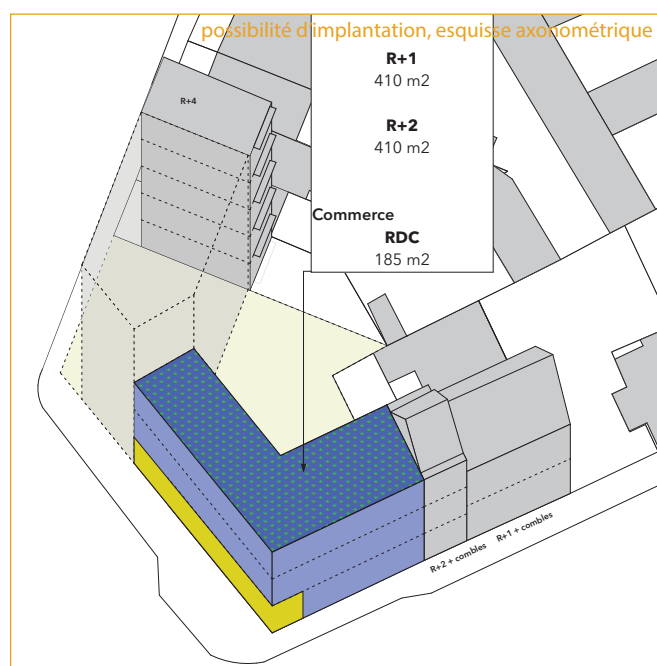 possibilité d'implantation, esquisse axonométrique
R+1
410 m2
R+2
410 m2
Commerce
RDC
185 m2
R+4
R+2 + combles
R+1 + combles